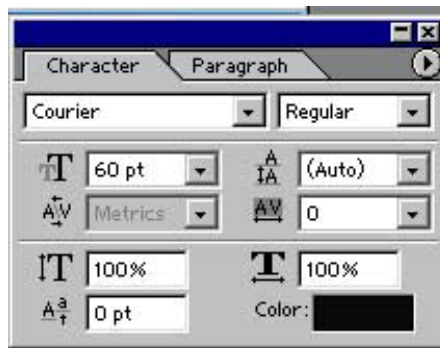 Character Paragraph
Courier Regular
60 pt (Auto)
Metrics 0
100% 100%
0 pt Color: